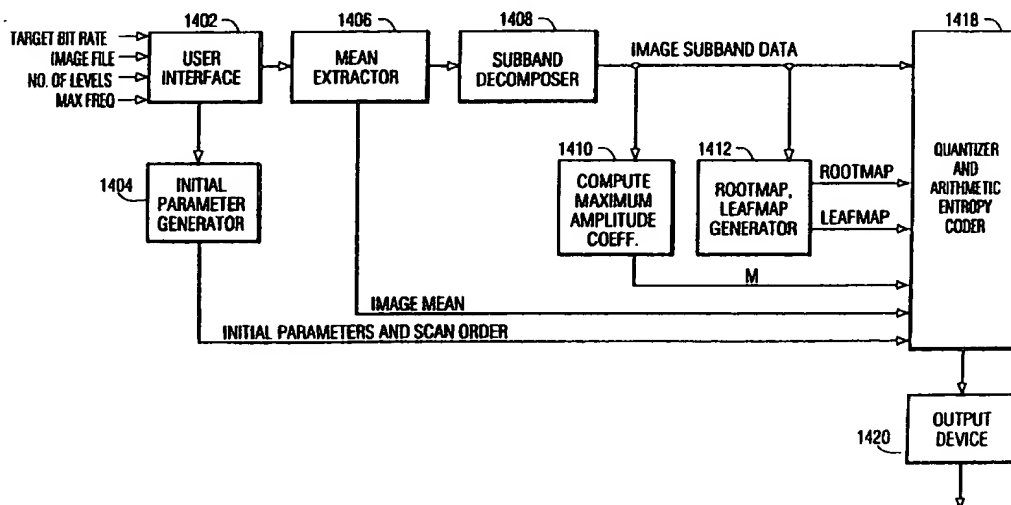 1402
1406
1408
1418
TARGET BIT RATE
IMAGE FILE
NO. OF LEVELS
MAX FREQ
USER
INTERFACE
MEAN
EXTRACTOR
SUBBAND
DECOMPOSER
IMAGE SUBBAND DATA
1404
INITIAL
PARAMETER
GENERATOR
1410
COMPUTE
MAXIMUM
AMPLITUDE
COEFF.
1412
ROOTMAP,
LEAFMAP
GENERATOR
ROOTMAP
LEAFMAP
QUANTIZER
AND
ARITHMETIC
ENTROPY
CODER
M
IMAGE MEAN
INITIAL PARAMETERS AND SCAN ORDER
1420
OUTPUT
DEVICE